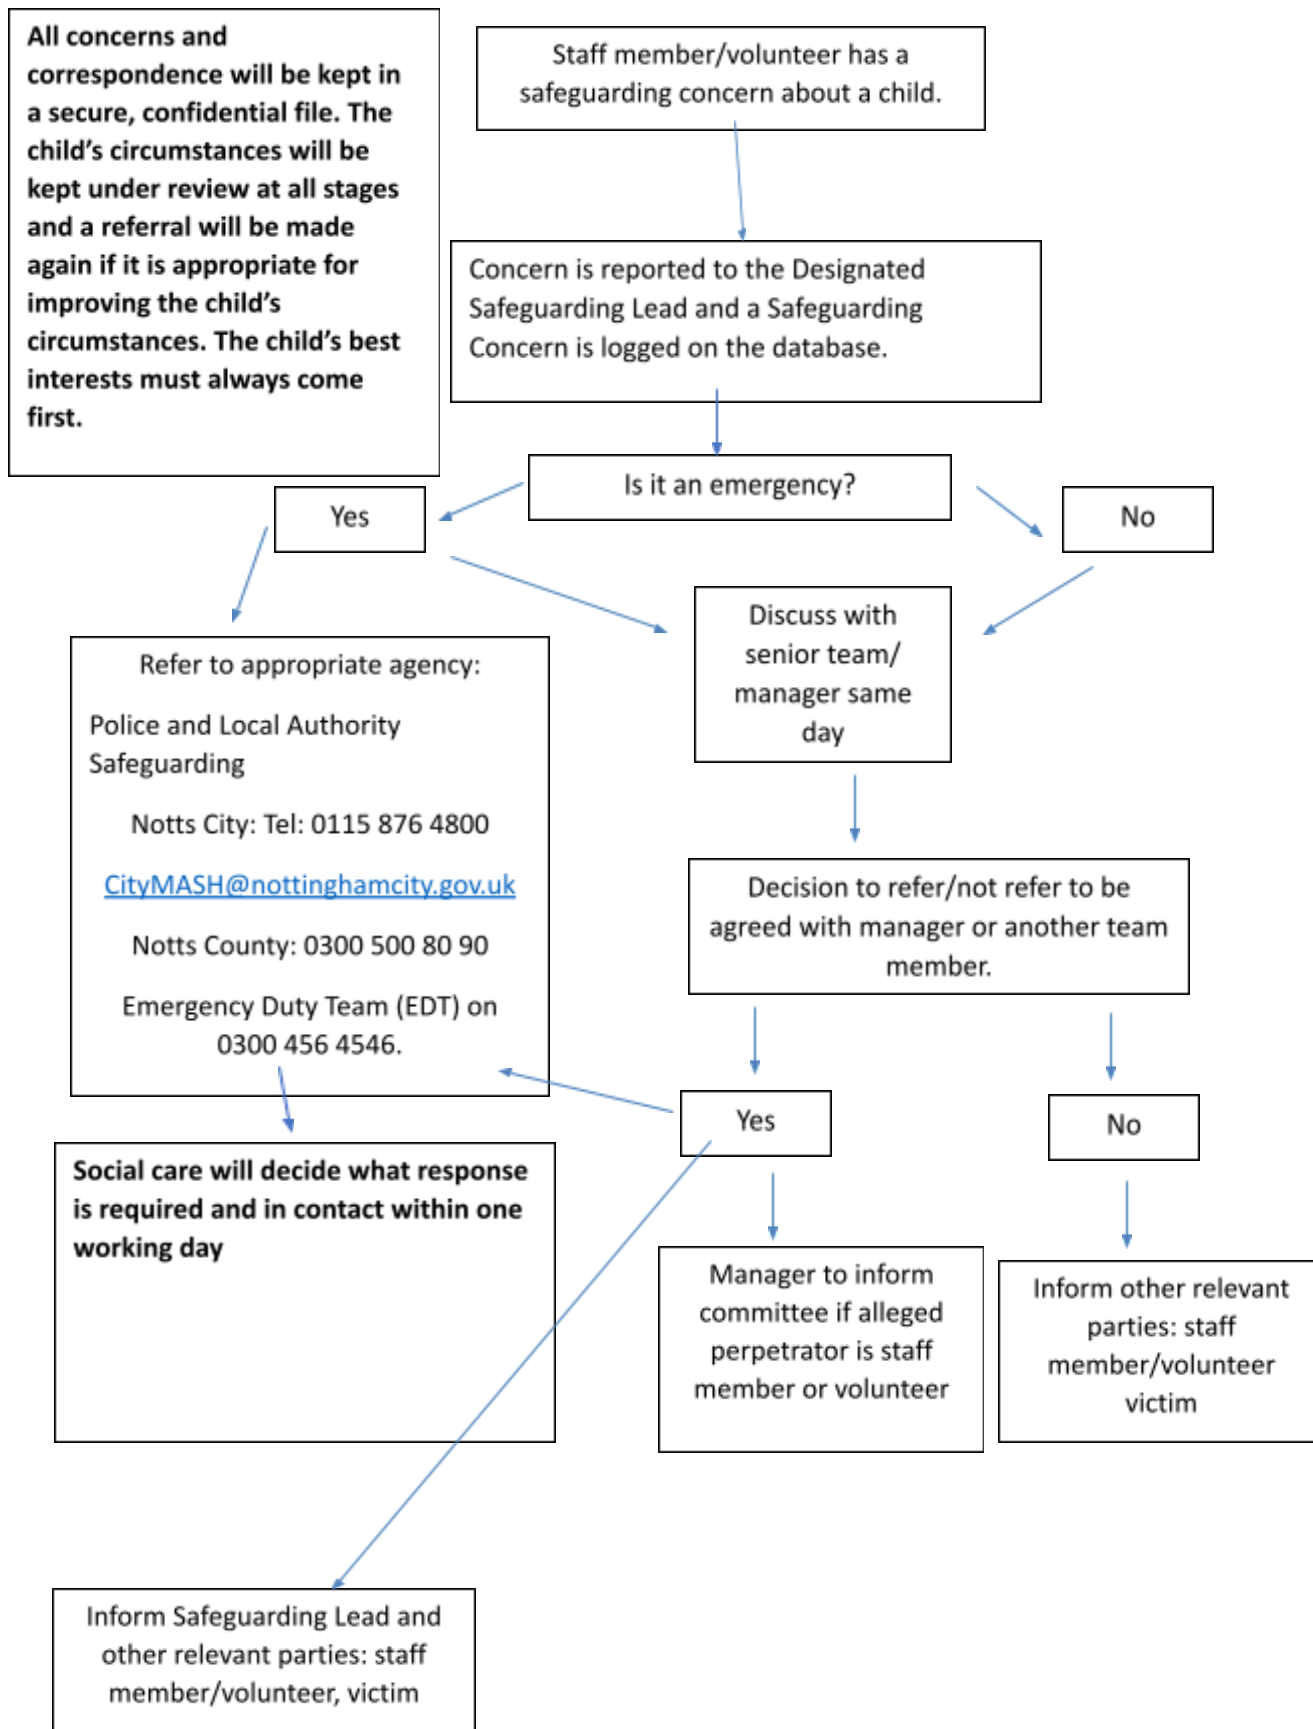 All concerns and
correspondence will be kept in
a secure, confidential file. The
child's circumstances will be
kept under review at all stages
and a referral will be made
again if it is appropriate for
improving the child's
circumstances. The child's best
interests must always come
first.
Staff member/volunteer has a
safeguarding concern about a child.
Concern is reported to the Designated
Safeguarding Lead and a Safeguarding
Concern is logged on the database.
Is it an emergency?
Yes
No
Refer to appropriate agency:
Police and Local Authority
Safeguarding
Notts City: Tel: 0115 876 4800
CityMASH@nottinghamcity.gov.uk
Notts County: 0300 500 80 90
Emergency Duty Team (EDT) on
0300 456 4546.
Discuss with
senior team/
manager same
day
Decision to refer/not refer to be
agreed with manager or another team
member.
Yes
No
Social care will decide what response
is required and in contact within one
working day
Manager to inform
committee if alleged
perpetrator is staff
member or volunteer
Inform other relevant
parties: staff
member/volunteer
victim
Inform Safeguarding Lead and
other relevant parties: staff
member/volunteer, victim